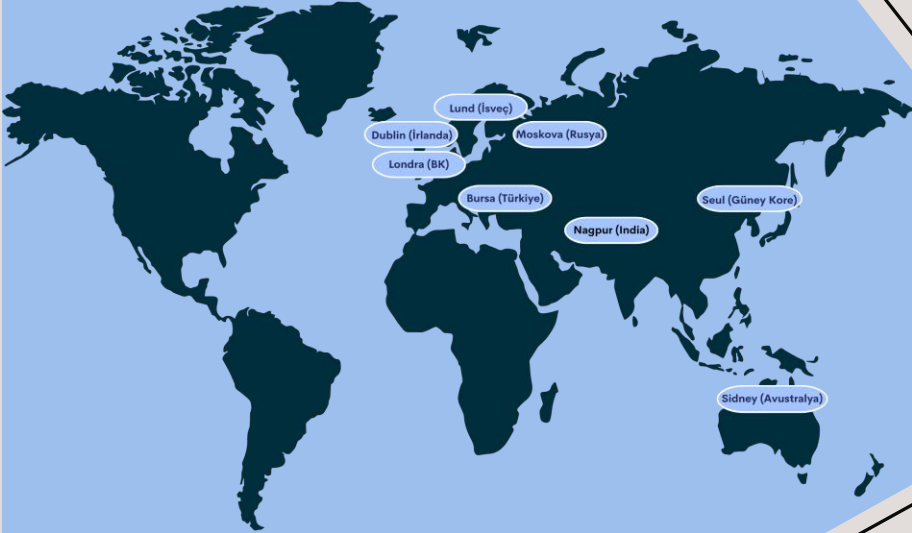 Lund (İsveç)
Dublin (İrlanda)
Moskova (Rusya)
Londra (BK)
Bursa (Türkiye)
Seul (Güney Kore)
Nagpur (India)
Sidney (Avustralya)